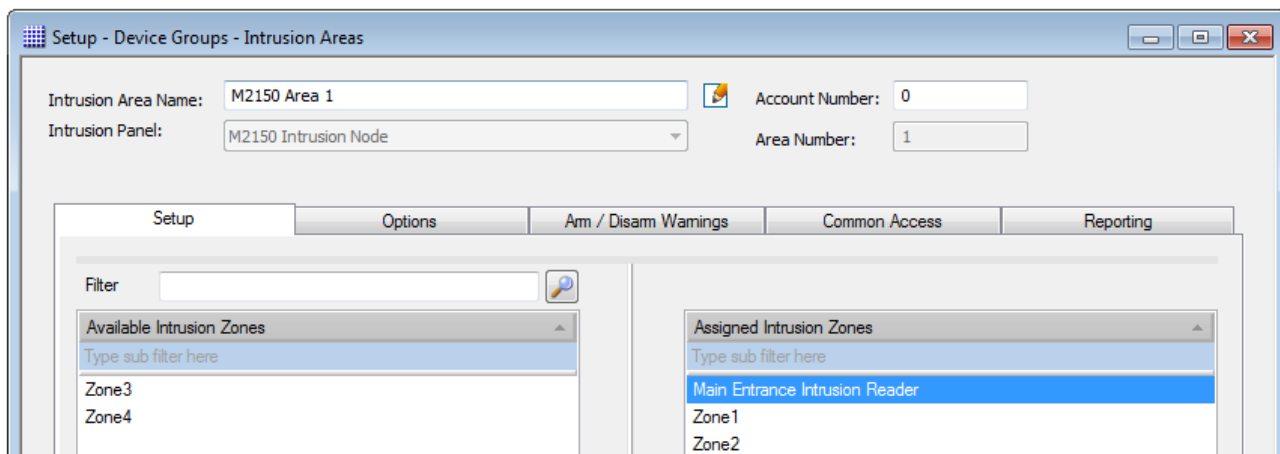 Setup - Device Groups - Intrusion Areas
Intrusion Area Name: M2150 Area 1 Account Number: 0
Intrusion Panel: M2150 Intrusion Node Area Number: 1
Setup Options Arm / Disarm Warnings Common Access Reporting
Filter
Available Intrusion Zones Assigned Intrusion Zones
Type sub filter here Type sub filter here
Zone3 Main Entrance Intrusion Reader
Zone4 Zone1
Zone2